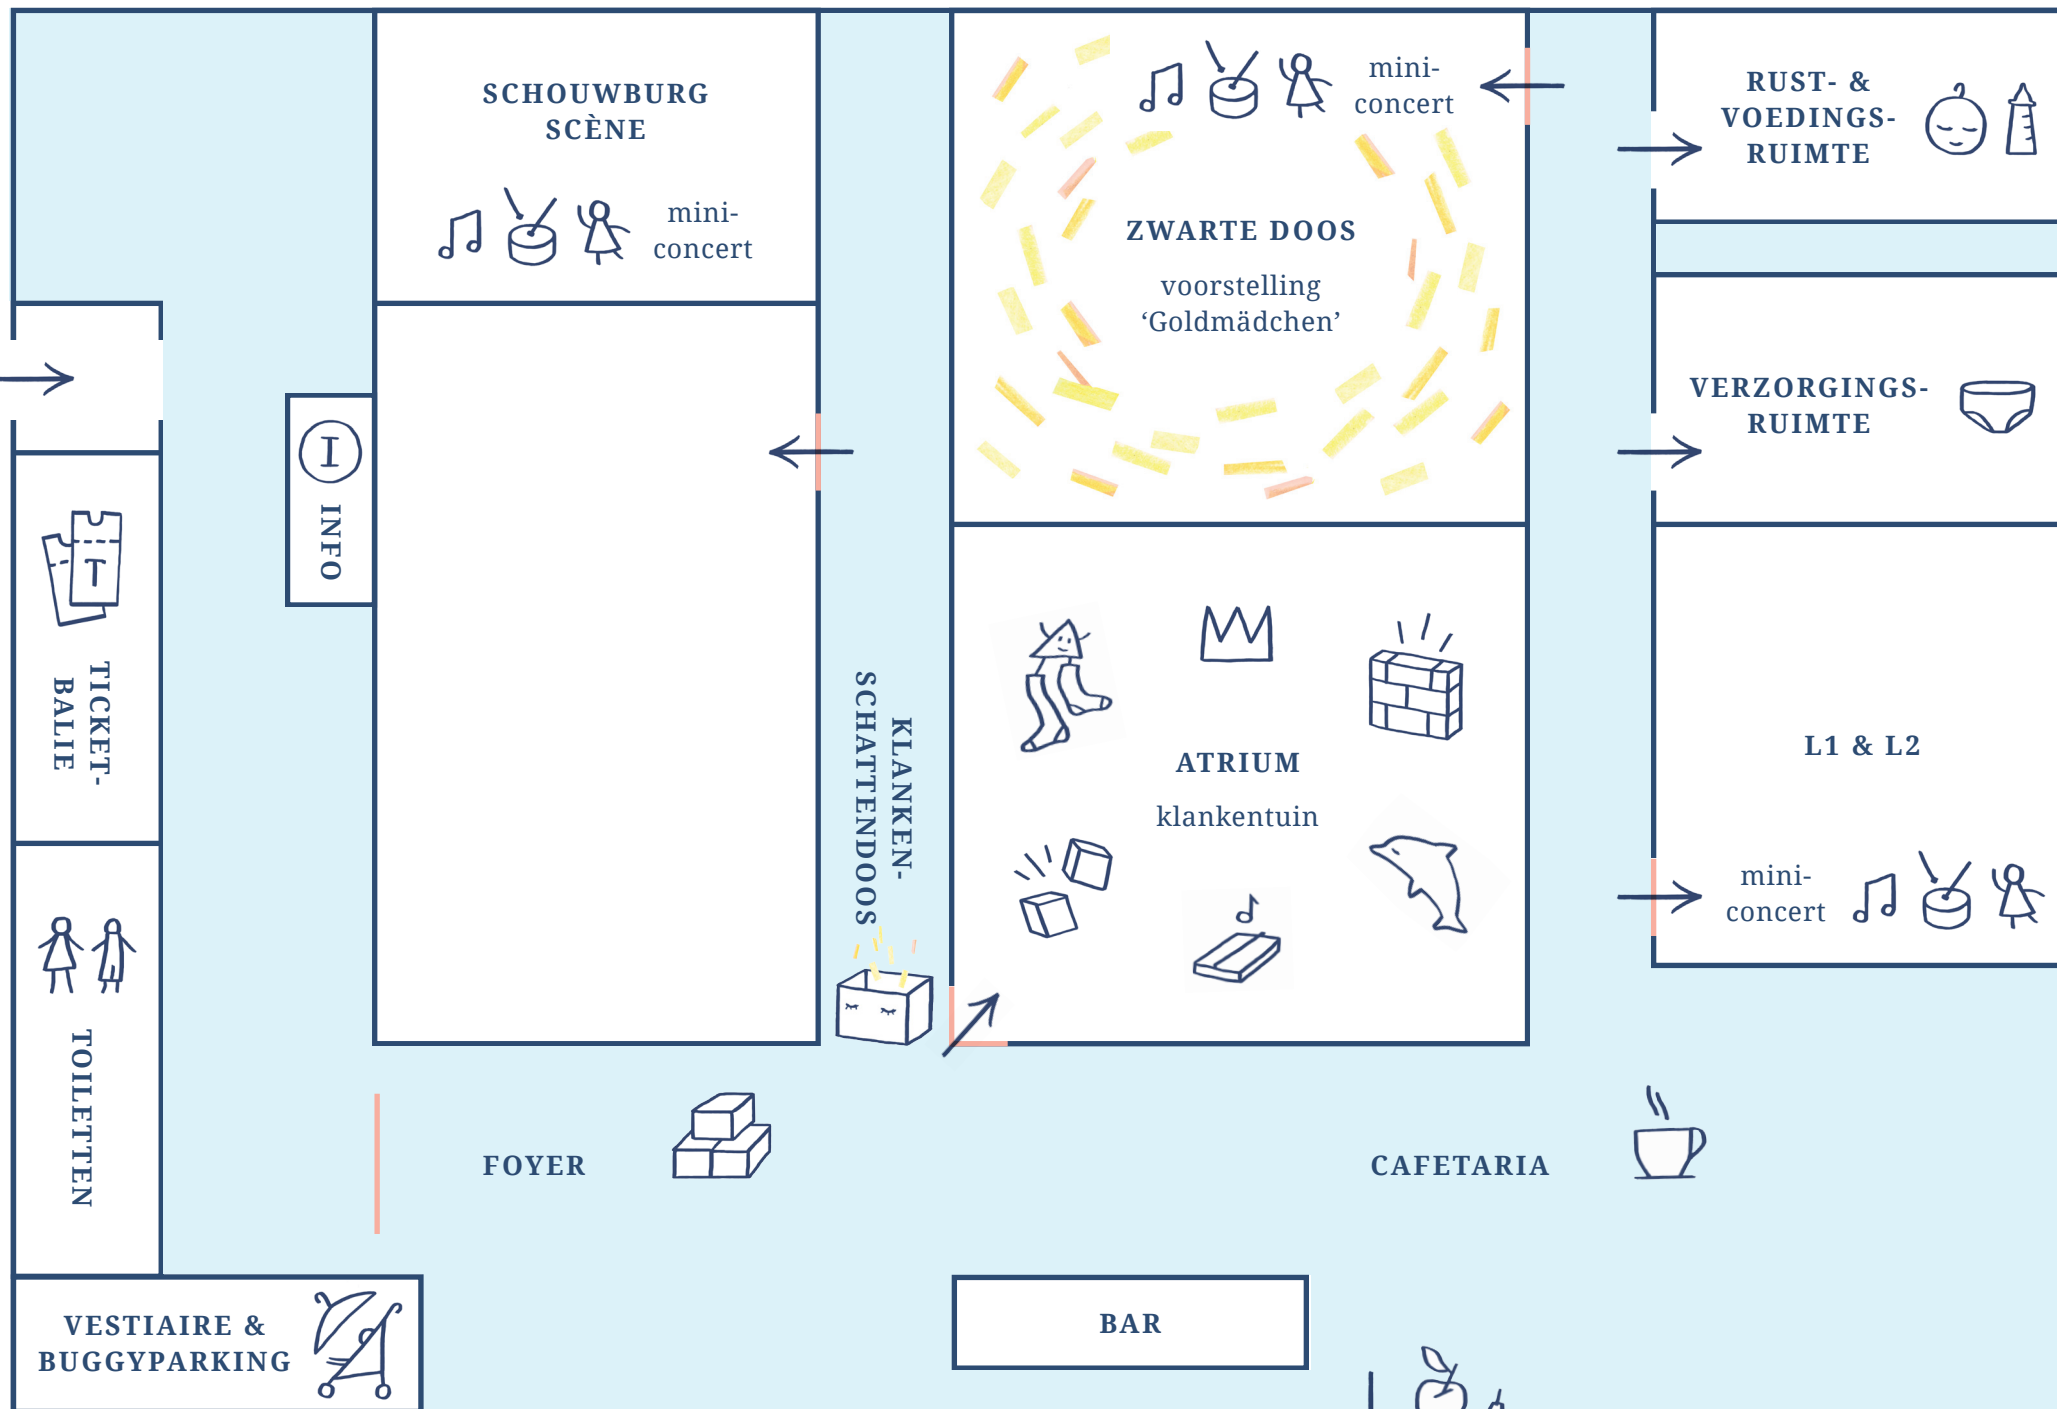 SCHOUWBURG
SCÈNE
mini-
concert
mini-
concert
ZWARTE DOOS
voorstelling
‘Goldmädchen’
RUST- &
VOEDINGS-
RUIMTE
VERZORGINGS-
RUIMTE
I
INFO
T
TICKET-
BALIE
KLANKEN-
SCHATTENDOOS
ATRIUM
klankentuin
L1 & L2
mini-
concert
TOILETTEN
FOYER
CAFETARIA
VESTIAIRE &
BUGGYPARKING
BAR